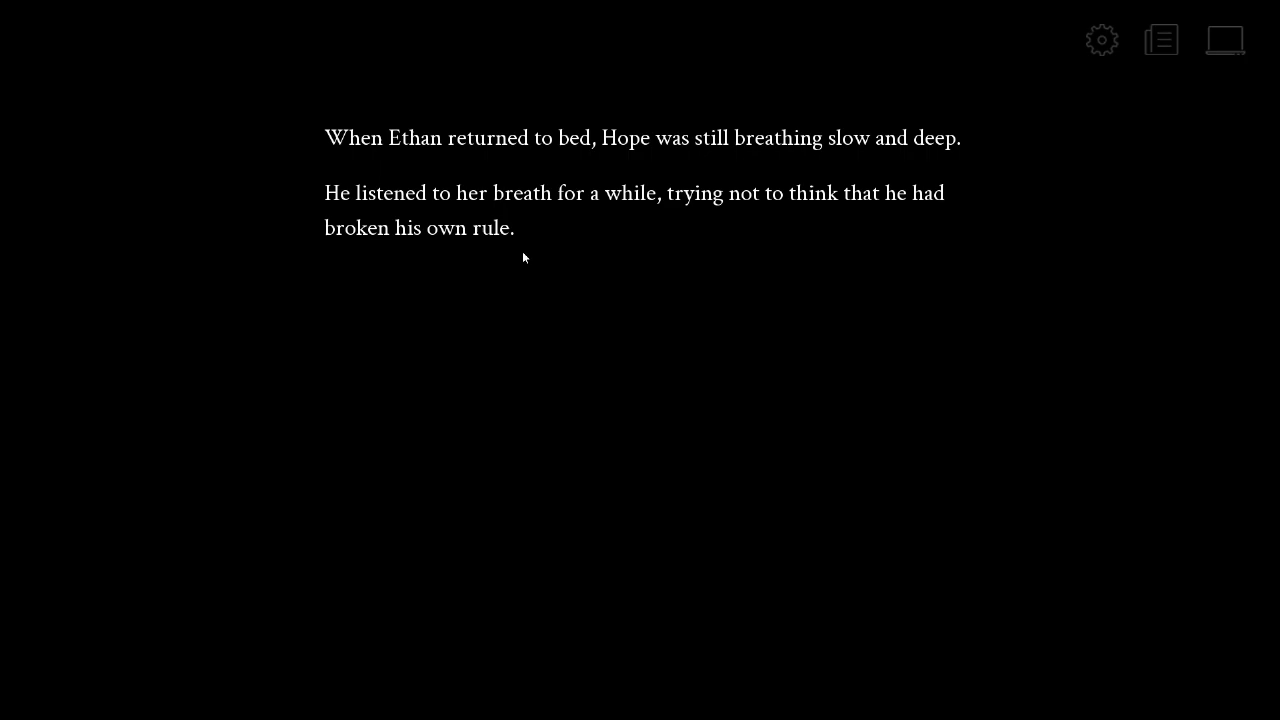 When Ethan returned to bed, Hope was still breathing slow and deep.
He listened to her breath for a while, trying not to think that he had
broken his own rule.